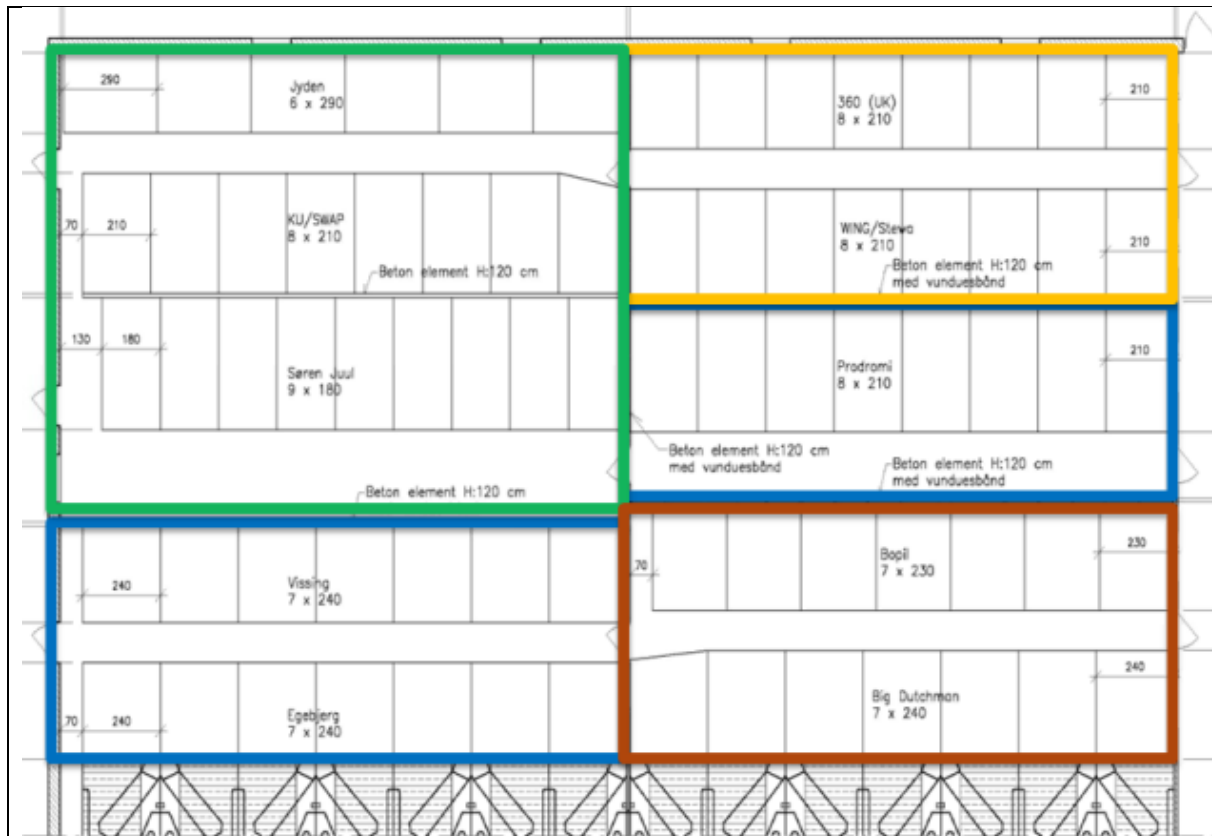 290
Jyden
6 x 290
360 (UK)
8 x 210
210
70
210
KU/SWAP
8 x 210
Beton element H:120 cm
WING/Stewa
8 x 210
210
Beton element H:120 cm
med vunduesbånd
130
180
Søren Juul
9 x 180
Prodromi
8 x 210
210
Beton element H:120 cm
med vunduesbånd
Beton element H:120 cm
med vunduesbånd
Beton element H:120 cm
240
Vissing
7 x 240
70
Bopil
7 x 230
230
70
240
Egebjerg
7 x 240
Big Dutchman
7 x 240
240